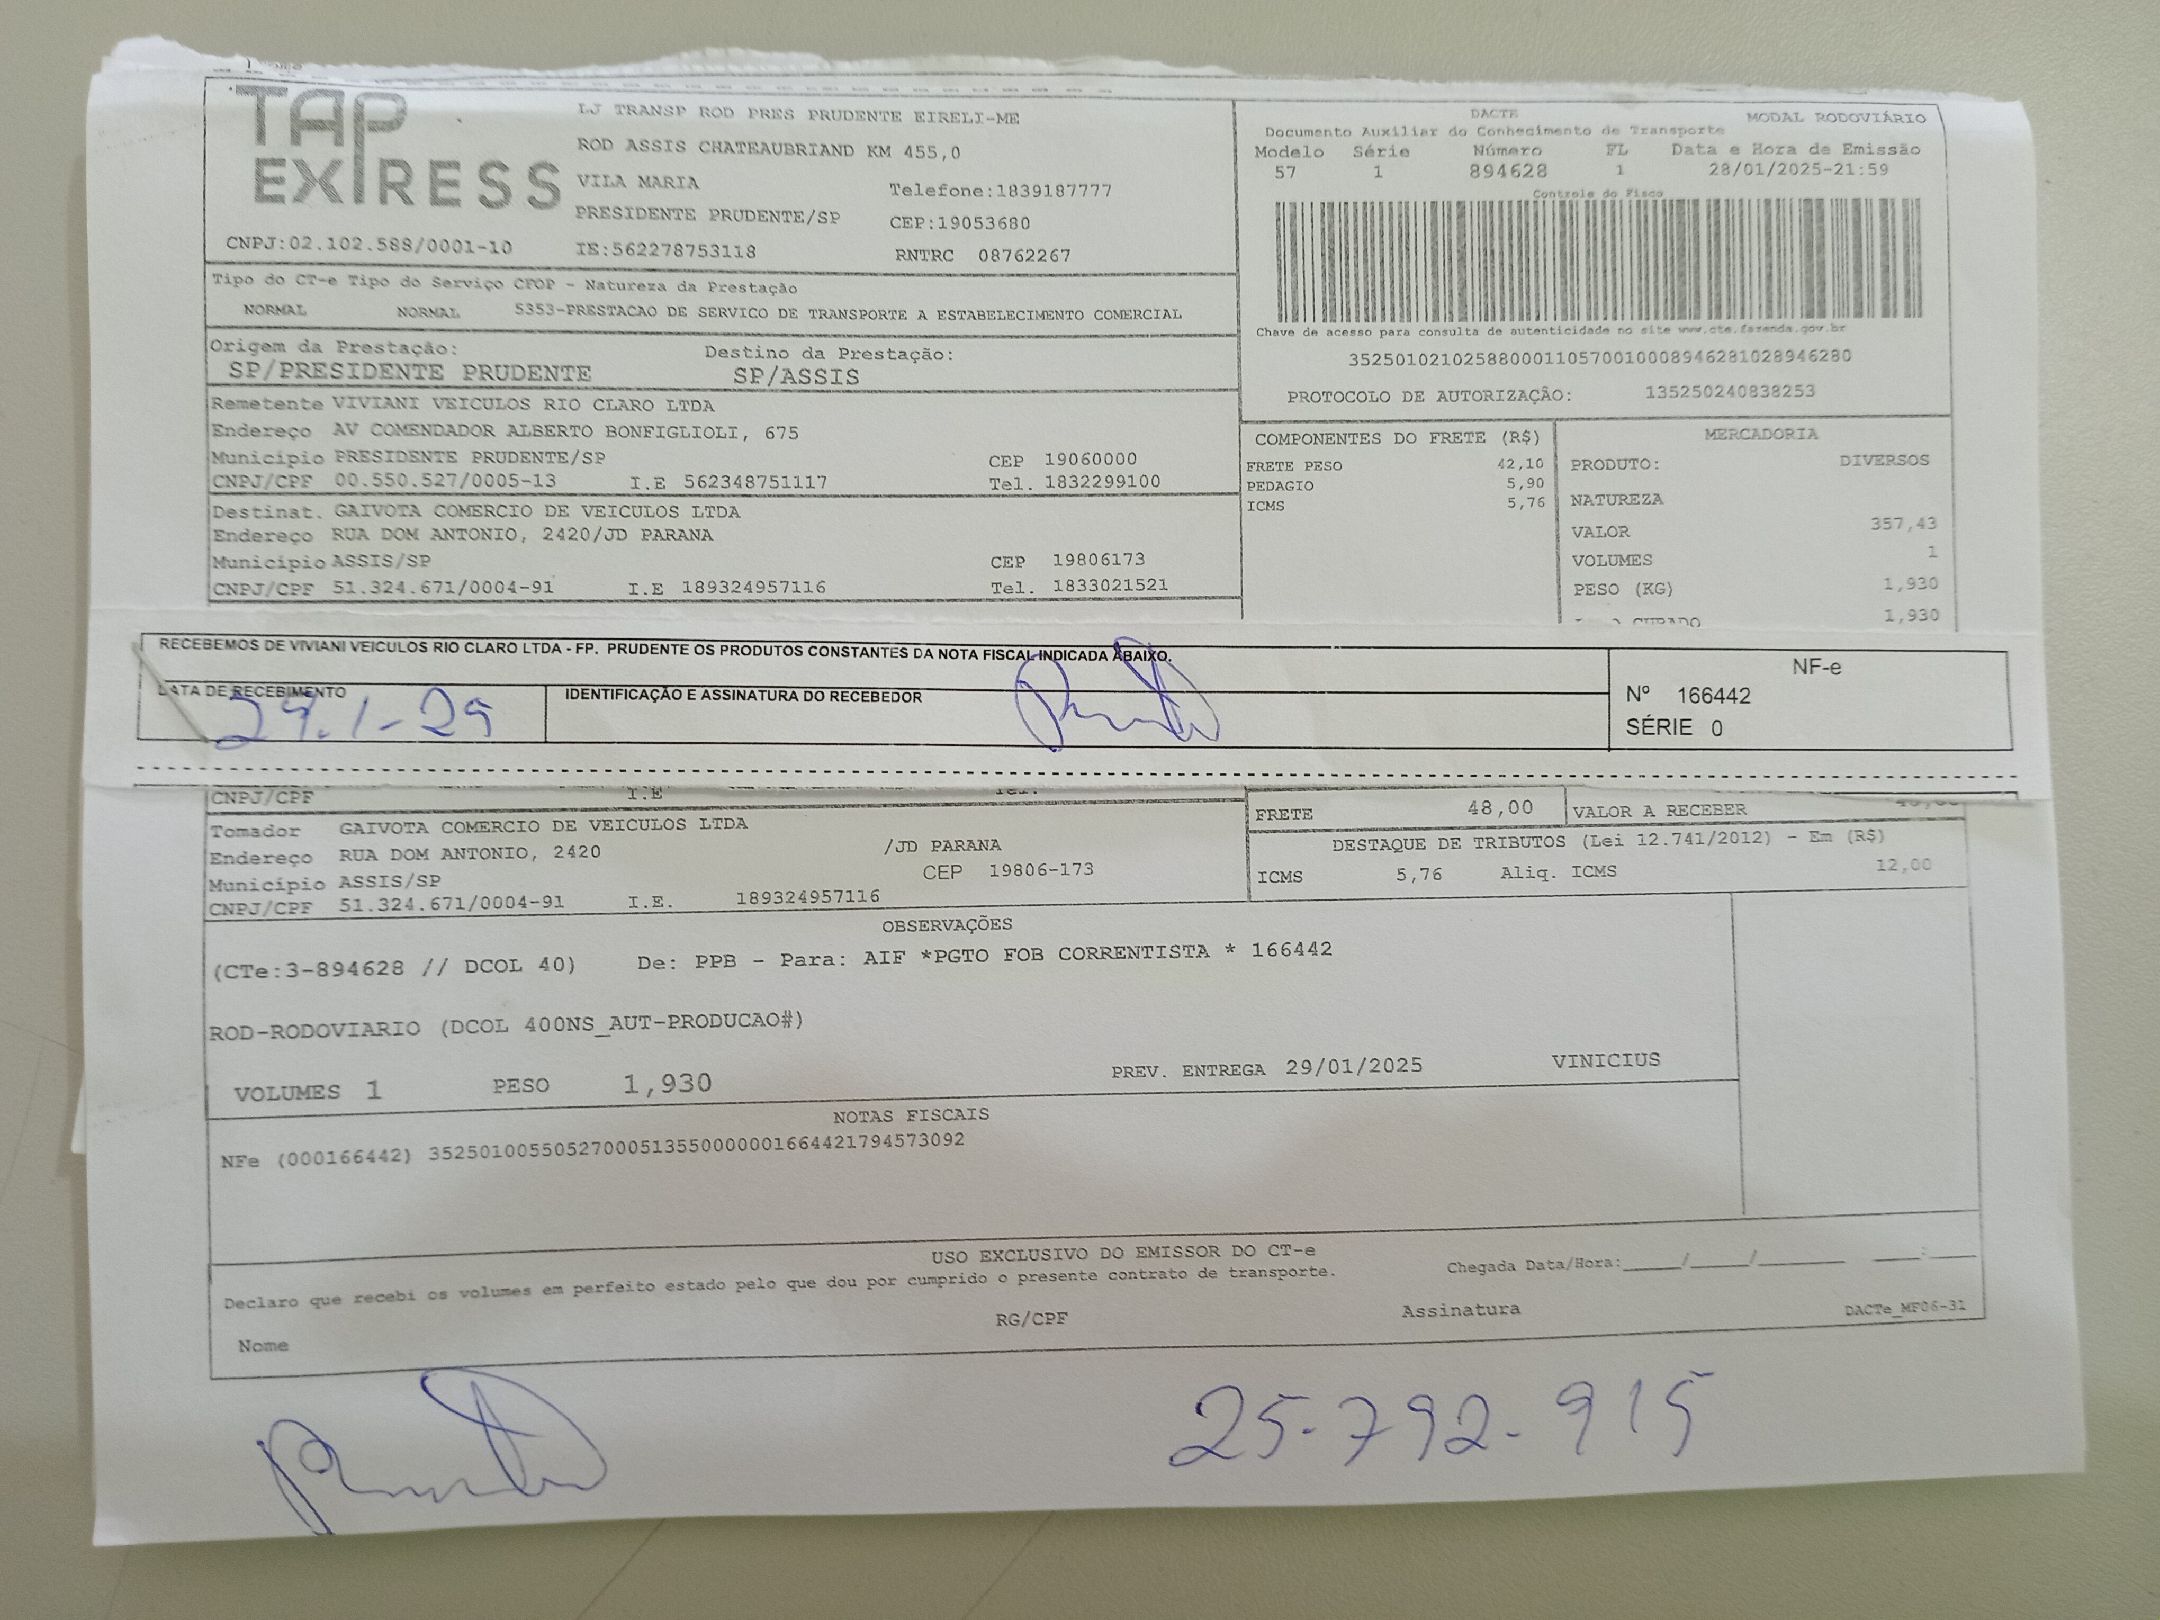 TAP EXPRESS
LJ TRANSP ROD PRES PRUDENTE EIRELI-ME
ROD ASSIS CHATEAUBRIAND KM 455,0
VILA MARIA Telefone:1839187777
PRESIDENTE PRUDENTE/SP CEP:19053680
CNPJ:02.102.588/0001-10 IE:562278753118 RNTRC 08762267
DACTE MODAL RODOVIÁRIO
Documento Auxiliar do Conhecimento de Transporte
Modelo Série Número FL Data e Hora de Emissão
57 1 894628 1 28/01/2025-21:59
Controle do Fisco
Chave de acesso para consulta de autenticidade no site www.cte.fazenda.gov.br
35250102102588000110570010008946281028946280
PROTOCOLO DE AUTORIZAÇÃO: 135250240838253
Tipo do CT-e Tipo do Serviço CFOP - Natureza da Prestação
NORMAL NORMAL 5353-PRESTACAO DE SERVICO DE TRANSPORTE A ESTABELECIMENTO COMERCIAL
Origem da Prestação: Destino da Prestação:
SP/PRESIDENTE PRUDENTE SP/ASSIS
Remetente VIVIANI VEICULOS RIO CLARO LTDA
Endereço AV COMENDADOR ALBERTO BONFIGLIOLI, 675
Município PRESIDENTE PRUDENTE/SP CEP 19060000
CNPJ/CPF 00.550.527/0005-13 I.E 562348751117 Tel. 1832299100
Destinat. GAIVOTA COMERCIO DE VEICULOS LTDA
Endereço RUA DOM ANTONIO, 2420/JD PARANA
Município ASSIS/SP CEP 19806173
CNPJ/CPF 51.324.671/0004-91 I.E 189324957116 Tel. 1833021521
COMPONENTES DO FRETE (R$)
FRETE PESO 42,10
PEDAGIO 5,90
ICMS 5,76
MERCADORIA
PRODUTO: DIVERSOS
NATUREZA
VALOR 357,43
VOLUMES 1
PESO (KG) 1,930
1,930
RECEBEMOS DE VIVIANI VEICULOS RIO CLARO LTDA - FP. PRUDENTE OS PRODUTOS CONSTANTES DA NOTA FISCAL INDICADA ABAIXO.
DATA DE RECEBIMENTO IDENTIFICAÇÃO E ASSINATURA DO RECEBEDOR
29.1-25
NF-e
Nº 166442
SÉRIE 0
CNPJ/CPF I.E Tel.
Tomador GAIVOTA COMERCIO DE VEICULOS LTDA
Endereço RUA DOM ANTONIO, 2420 /JD PARANA
Município ASSIS/SP CEP 19806-173
CNPJ/CPF 51.324.671/0004-91 I.E. 189324957116
FRETE 48,00 VALOR A RECEBER
DESTAQUE DE TRIBUTOS (Lei 12.741/2012) - Em (R$)
ICMS 5,76 Aliq. ICMS 12,00
OBSERVAÇÕES
(CTe:3-894628 // DCOL 40) De: PPB - Para: AIF *PGTO FOB CORRENTISTA * 166442
ROD-RODOVIARIO (DCOL 400NS_AUT-PRODUCAO#)
VOLUMES 1 PESO 1,930 PREV. ENTREGA 29/01/2025 VINICIUS
NOTAS FISCAIS
NFe (000166442) 35250100550527000513550000001664421794573092
USO EXCLUSIVO DO EMISSOR DO CT-e
Declaro que recebi os volumes em perfeito estado pelo que dou por cumprido o presente contrato de transporte.
Chegada Data/Hora:_____/_____/________ ____:____
Nome RG/CPF Assinatura DACTe_MF06-31
25.792.915